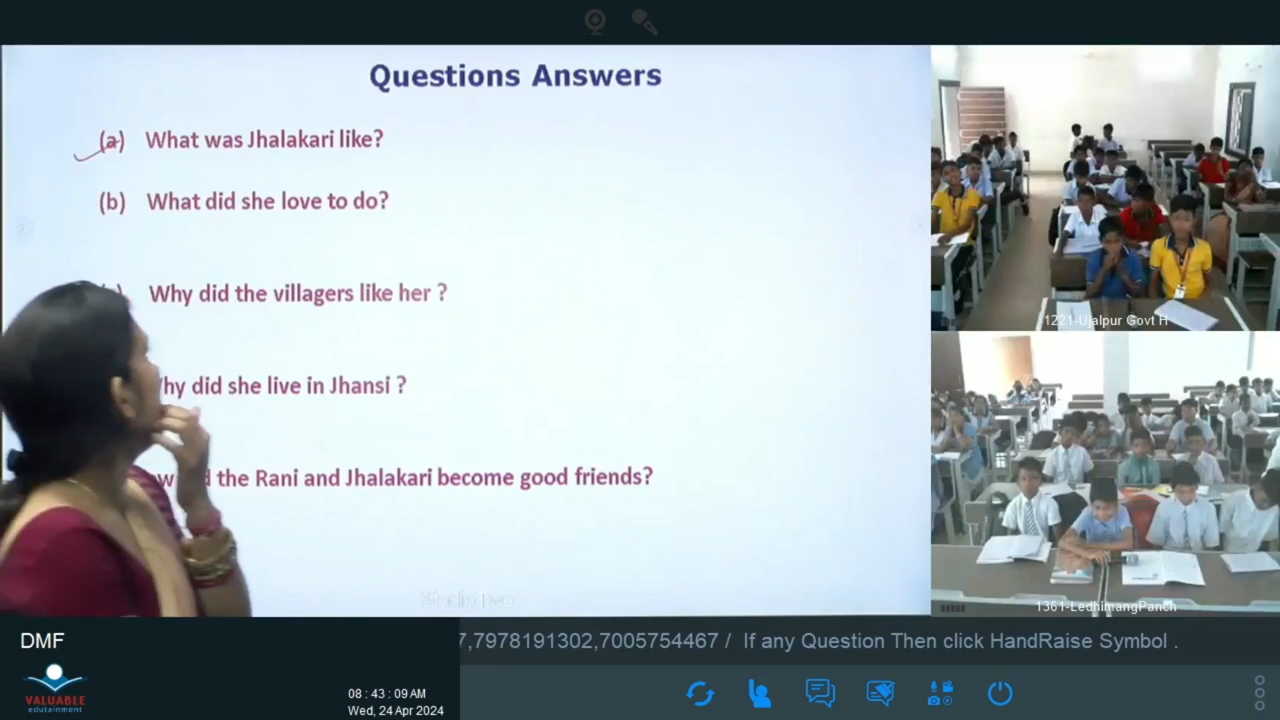 Questions Answers
(a) What was Jhalakari like?
(b) What did she love to do?
Why did the villagers like her ?
hy did she live in Jhansi ?
the Rani and Jhalakari become good friends?
1221-Ujalpur Govt H
1361-LedhimangPanch
DMF
7,7978191302,7005754467 / If any Question Then click HandRaise Symbol .
VALUABLE
edutainment
08 : 43 : 09 AM
Wed, 24 Apr 2024